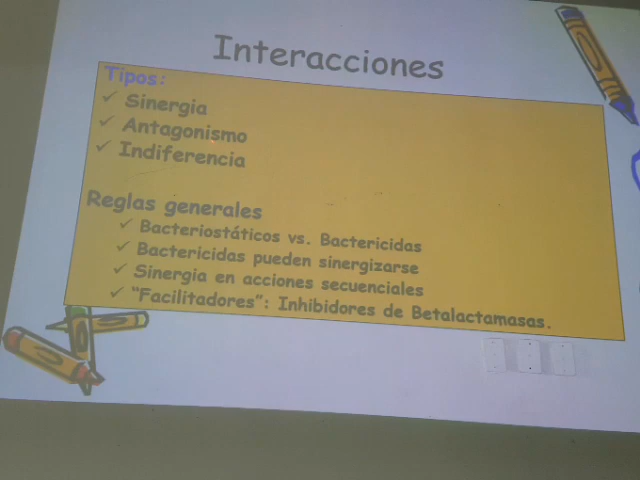 Interacciones
Tipos:
✓ Sinergia
✓ Antagonismo
✓ Indiferencia
Reglas generales
✓ Bacteriostáticos vs. Bactericidas
✓ Bactericidas pueden sinergizarse
✓ Sinergia en acciones secuenciales
✓ “Facilitadores”: Inhibidores de Betalactamasas.